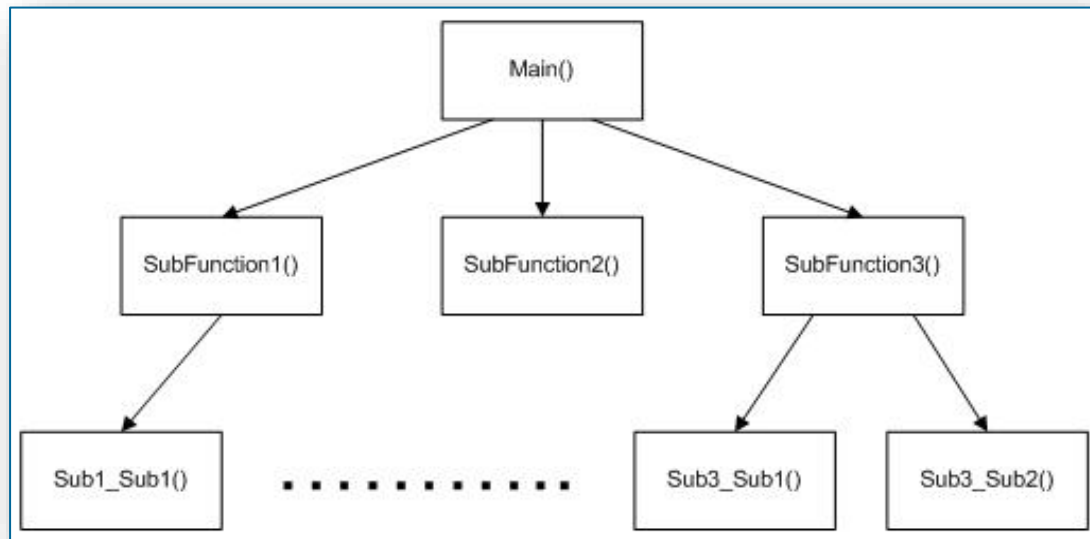 Main()
SubFunction1()
SubFunction2()
SubFunction3()
Sub1_Sub1()
Sub3_Sub1()
Sub3_Sub2()